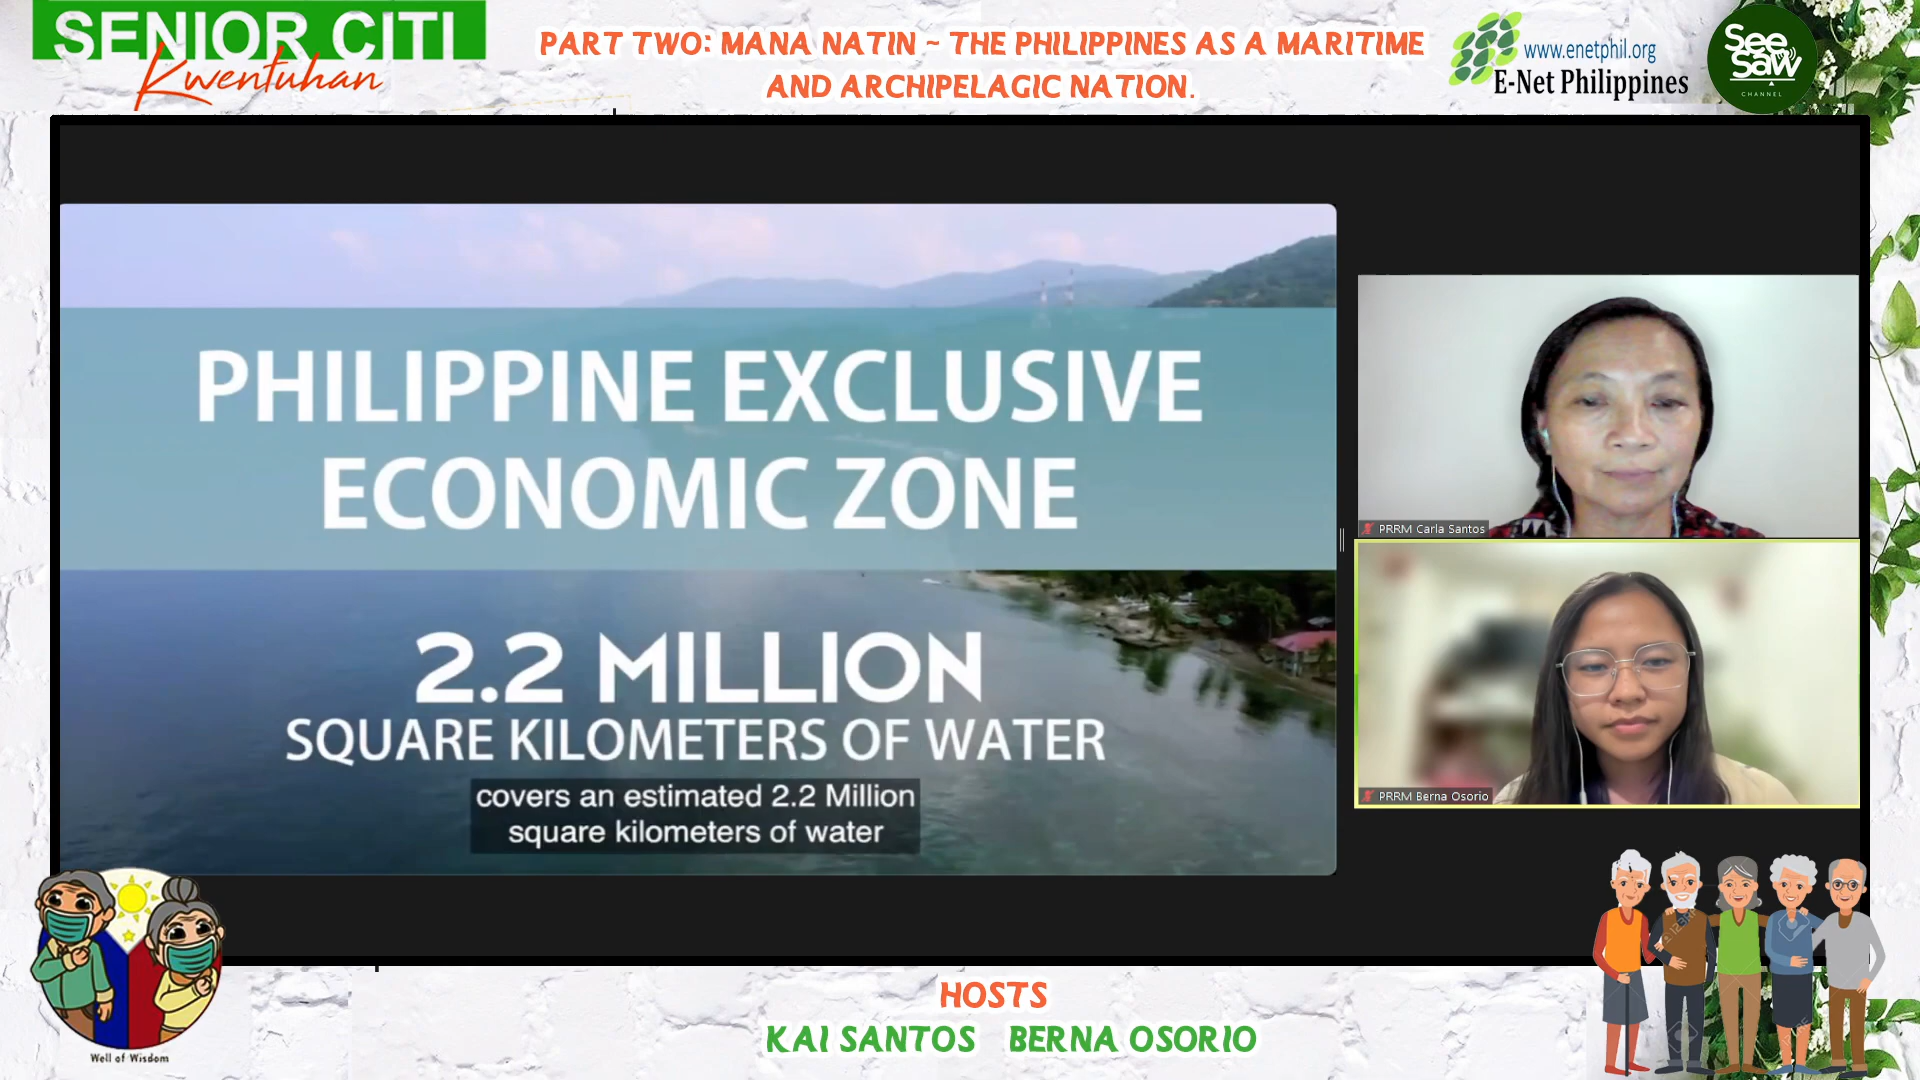 SENIOR CITI
Kwentuhan
PART TWO: MANA NATIN ~ THE PHILIPPINES AS A MARITIME
AND ARCHIPELAGIC NATION.
www.enetphil.org
E-Net Philippines
See
Saw
CHANNEL
PHILIPPINE EXCLUSIVE
ECONOMIC ZONE
2.2 MILLION
SQUARE KILOMETERS OF WATER
covers an estimated 2.2 Million
square kilometers of water
PRRM Carla Santos
PRRM Berna Osorio
Well of Wisdom
HOSTS
KAI SANTOS BERNA OSORIO